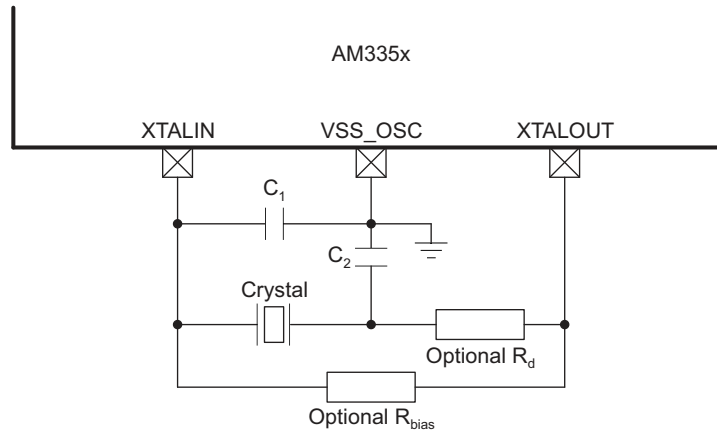 AM335x
XTALIN VSS_OSC XTALOUT
C1
C2
Crystal
Optional Rd
Optional Rbias